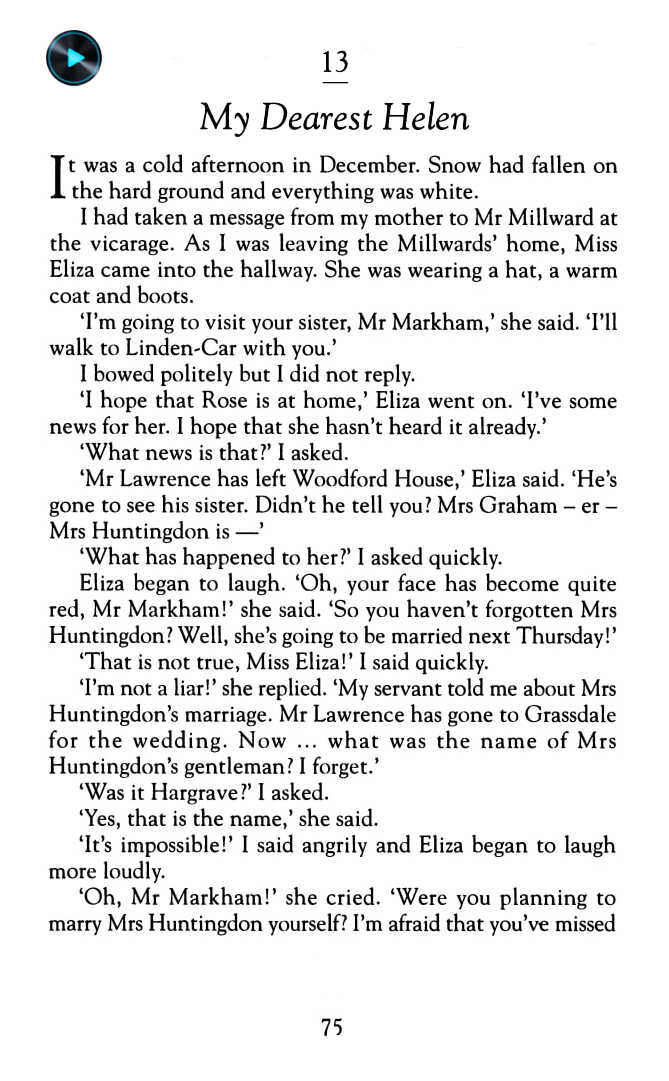 13
My Dearest Helen
It was a cold afternoon in December. Snow had fallen on
the hard ground and everything was white.
I had taken a message from my mother to Mr Millward at
the vicarage. As I was leaving the Millwards' home, Miss
Eliza came into the hallway. She was wearing a hat, a warm
coat and boots.
‘I'm going to visit your sister, Mr Markham,’ she said. ‘I'll
walk to Linden-Car with you.’
I bowed politely but I did not reply.
‘I hope that Rose is at home,’ Eliza went on. ‘I've some
news for her. I hope that she hasn't heard it already.’
‘What news is that?’ I asked.
‘Mr Lawrence has left Woodford House,’ Eliza said. ‘He's
gone to see his sister. Didn't he tell you? Mrs Graham – er –
Mrs Huntingdon is —’
‘What has happened to her?’ I asked quickly.
Eliza began to laugh. ‘Oh, your face has become quite
red, Mr Markham!’ she said. ‘So you haven't forgotten Mrs
Huntingdon? Well, she's going to be married next Thursday!’
‘That is not true, Miss Eliza!’ I said quickly.
‘I'm not a liar!’ she replied. ‘My servant told me about Mrs
Huntingdon's marriage. Mr Lawrence has gone to Grassdale
for the wedding. Now ... what was the name of Mrs
Huntingdon's gentleman? I forget.’
‘Was it Hargrave?’ I asked.
‘Yes, that is the name,’ she said.
‘It's impossible!’ I said angrily and Eliza began to laugh
more loudly.
‘Oh, Mr Markham!’ she cried. ‘Were you planning to
marry Mrs Huntingdon yourself? I'm afraid that you've missed
75